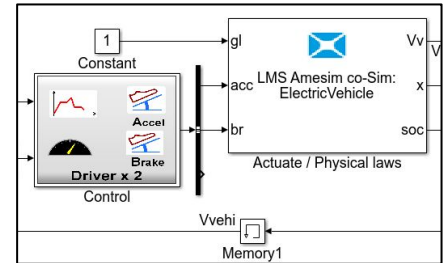 1
Constant
gl
Vv
V
acc
LMS Amesim co-Sim:
ElectricVehicle
x
br
soc
Actuate / Physical laws
Accel
Brake
Driver x 2
Control
Vvehi
Memory1